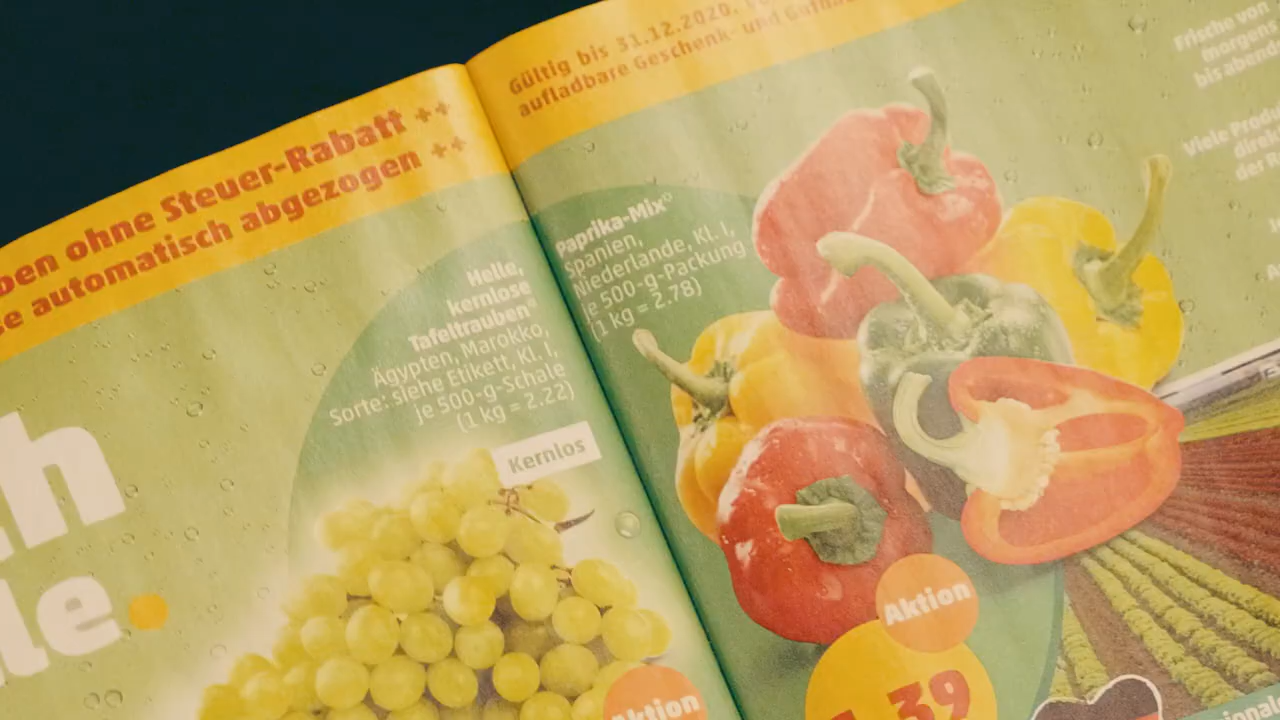 ohne Steuer-Rabatt ++
automatisch abgezogen ++
Helle,
kernlose
Tafeltrauben°
Ägypten, Marokko,
Sorte: siehe Etikett, Kl. I,
je 500-g-Schale
(1 kg = 2.22)
Kernlos
Aktion
Gültig bis 31.12.2020.
aufladbare Geschenk- und
Paprika-Mix°
Spanien,
Niederlande, Kl. I,
je 500-g-Packung
(1 kg = 2.78)
Aktion
39
Frische von
morgens
bis abends
Viele
der